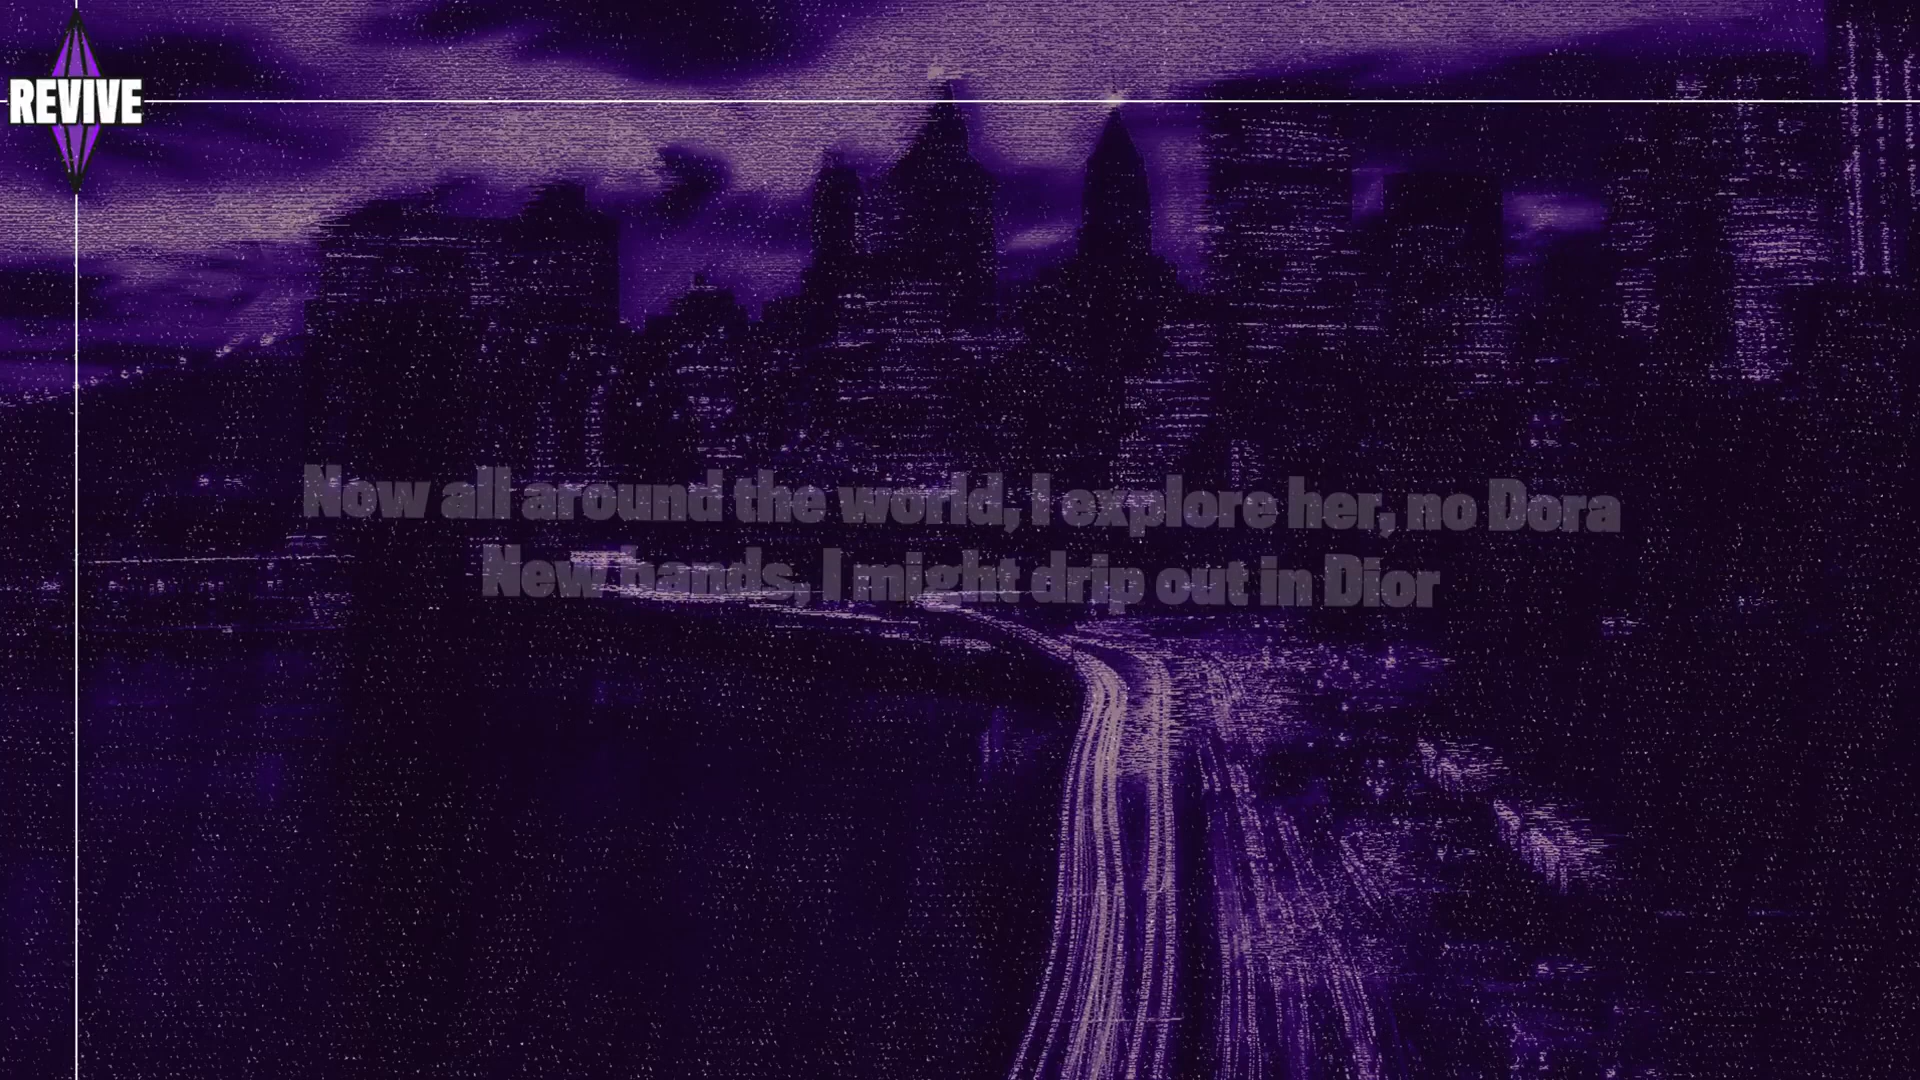 REVIVE
Now all around the world, I explore her, no Dora
New bands, I might drip out in Dior